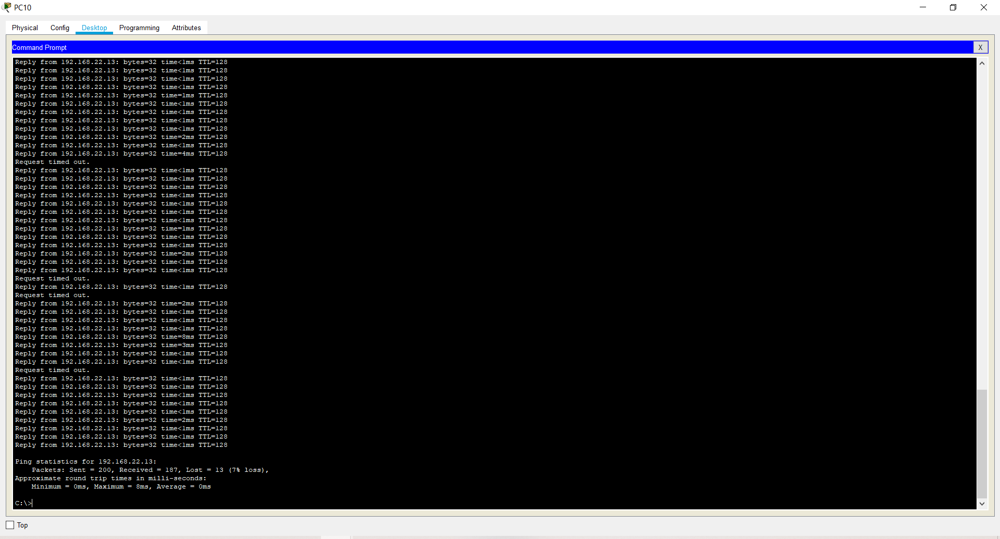 PC10
Physical Config Desktop Programming Attributes
Command Prompt X
Reply from 192.168.22.13: bytes=32 time<1ms TTL=128
Reply from 192.168.22.13: bytes=32 time<1ms TTL=128
Reply from 192.168.22.13: bytes=32 time<1ms TTL=128
Reply from 192.168.22.13: bytes=32 time<1ms TTL=128
Reply from 192.168.22.13: bytes=32 time=1ms TTL=128
Reply from 192.168.22.13: bytes=32 time<1ms TTL=128
Reply from 192.168.22.13: bytes=32 time<1ms TTL=128
Reply from 192.168.22.13: bytes=32 time<1ms TTL=128
Reply from 192.168.22.13: bytes=32 time<1ms TTL=128
Reply from 192.168.22.13: bytes=32 time=2ms TTL=128
Reply from 192.168.22.13: bytes=32 time<1ms TTL=128
Reply from 192.168.22.13: bytes=32 time=4ms TTL=128
Request timed out.
Reply from 192.168.22.13: bytes=32 time<1ms TTL=128
Reply from 192.168.22.13: bytes=32 time<1ms TTL=128
Reply from 192.168.22.13: bytes=32 time<1ms TTL=128
Reply from 192.168.22.13: bytes=32 time<1ms TTL=128
Reply from 192.168.22.13: bytes=32 time<1ms TTL=128
Reply from 192.168.22.13: bytes=32 time<1ms TTL=128
Reply from 192.168.22.13: bytes=32 time<1ms TTL=128
Reply from 192.168.22.13: bytes=32 time=1ms TTL=128
Reply from 192.168.22.13: bytes=32 time<1ms TTL=128
Reply from 192.168.22.13: bytes=32 time<1ms TTL=128
Reply from 192.168.22.13: bytes=32 time=2ms TTL=128
Reply from 192.168.22.13: bytes=32 time<1ms TTL=128
Reply from 192.168.22.13: bytes=32 time<1ms TTL=128
Request timed out.
Reply from 192.168.22.13: bytes=32 time<1ms TTL=128
Request timed out.
Reply from 192.168.22.13: bytes=32 time=2ms TTL=128
Reply from 192.168.22.13: bytes=32 time<1ms TTL=128
Reply from 192.168.22.13: bytes=32 time<1ms TTL=128
Reply from 192.168.22.13: bytes=32 time<1ms TTL=128
Reply from 192.168.22.13: bytes=32 time=8ms TTL=128
Reply from 192.168.22.13: bytes=32 time=3ms TTL=128
Reply from 192.168.22.13: bytes=32 time<1ms TTL=128
Reply from 192.168.22.13: bytes=32 time<1ms TTL=128
Request timed out.
Reply from 192.168.22.13: bytes=32 time<1ms TTL=128
Reply from 192.168.22.13: bytes=32 time<1ms TTL=128
Reply from 192.168.22.13: bytes=32 time<1ms TTL=128
Reply from 192.168.22.13: bytes=32 time<1ms TTL=128
Reply from 192.168.22.13: bytes=32 time<1ms TTL=128
Reply from 192.168.22.13: bytes=32 time=2ms TTL=128
Reply from 192.168.22.13: bytes=32 time<1ms TTL=128
Reply from 192.168.22.13: bytes=32 time<1ms TTL=128
Reply from 192.168.22.13: bytes=32 time<1ms TTL=128
Ping statistics for 192.168.22.13:
Packets: Sent = 200, Received = 187, Lost = 13 (7% loss),
Approximate round trip times in milli-seconds:
Minimum = 0ms, Maximum = 8ms, Average = 0ms
C:\>
Top